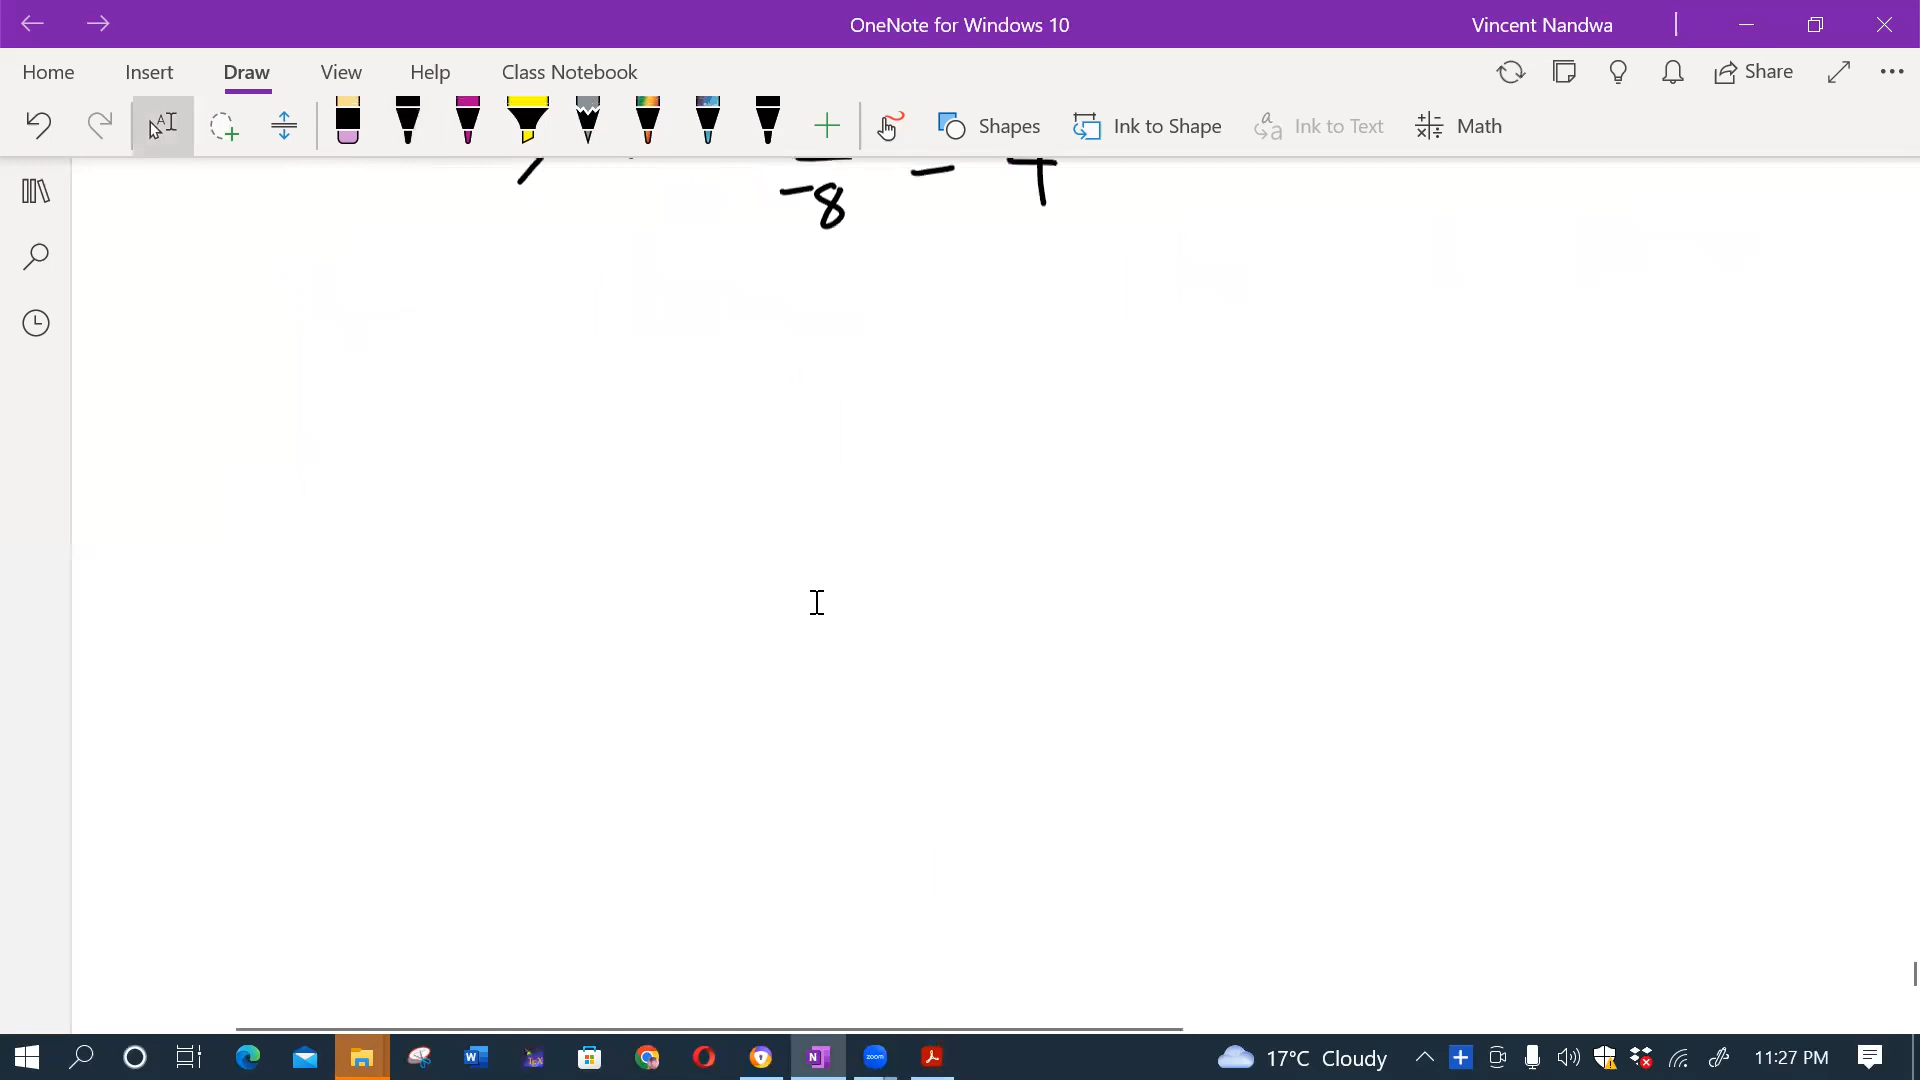 OneNote for Windows 10
Vincent Nandwa
Home Insert Draw View Help Class Notebook Share
Shapes Ink to Shape Ink to Text Math
-8
17°C Cloudy 11:27 PM